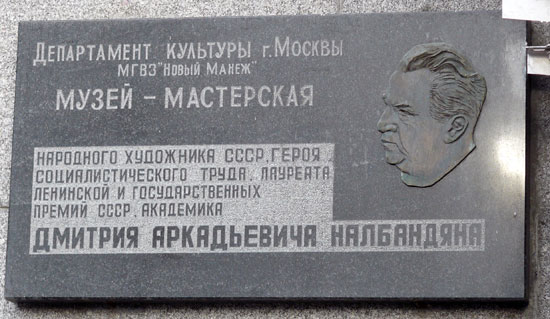 Департамент культуры г. Москвы
МГВЗ "Новый Манеж"
МУЗЕЙ - МАСТЕРСКАЯ
НАРОДНОГО ХУДОЖНИКА СССР, ГЕРОЯ
СОЦИАЛИСТИЧЕСКОГО ТРУДА, ЛАУРЕАТА
ЛЕНИНСКОЙ И ГОСУДАРСТВЕННЫХ
ПРЕМИЙ СССР, АКАДЕМИКА
ДМИТРИЯ АРКАДЬЕВИЧА НАЛБАНДЯНА